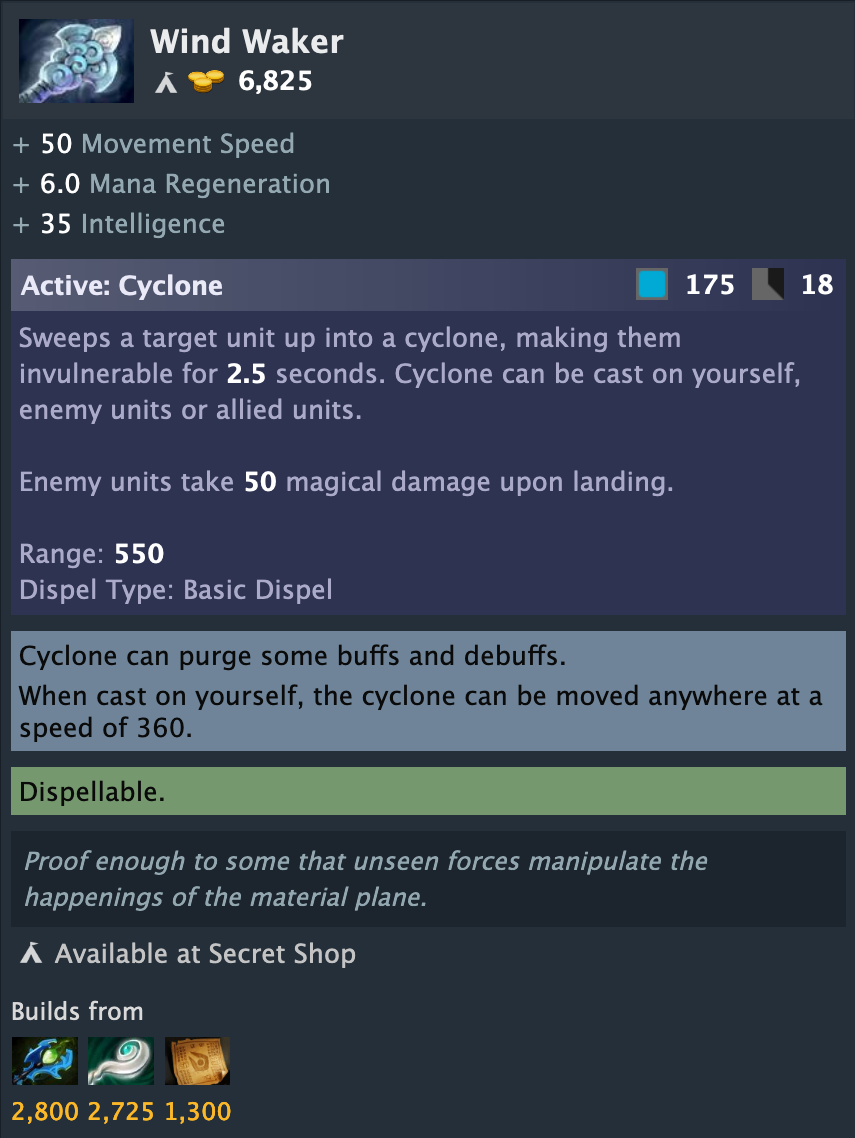 Wind Waker
6,825
+ 50 Movement Speed
+ 6.0 Mana Regeneration
+ 35 Intelligence
Active: Cyclone 175 18
Sweeps a target unit up into a cyclone, making them
invulnerable for 2.5 seconds. Cyclone can be cast on yourself,
enemy units or allied units.
Enemy units take 50 magical damage upon landing.
Range: 550
Dispel Type: Basic Dispel
Cyclone can purge some buffs and debuffs.
When cast on yourself, the cyclone can be moved anywhere at a
speed of 360.
Dispellable.
Proof enough to some that unseen forces manipulate the
happenings of the material plane.
Available at Secret Shop
Builds from
2,800 2,725 1,300